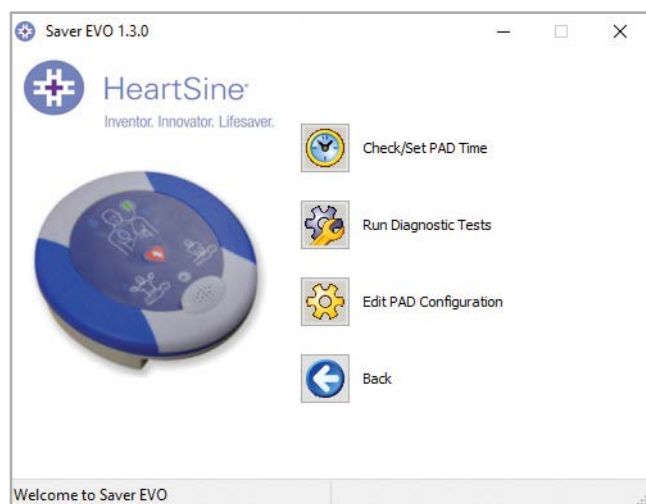 Saver EVO 1.3.0
HeartSine®
Inventor. Innovator. Lifesaver.
Check/Set PAD Time
Run Diagnostic Tests
Edit PAD Configuration
Back
Welcome to Saver EVO